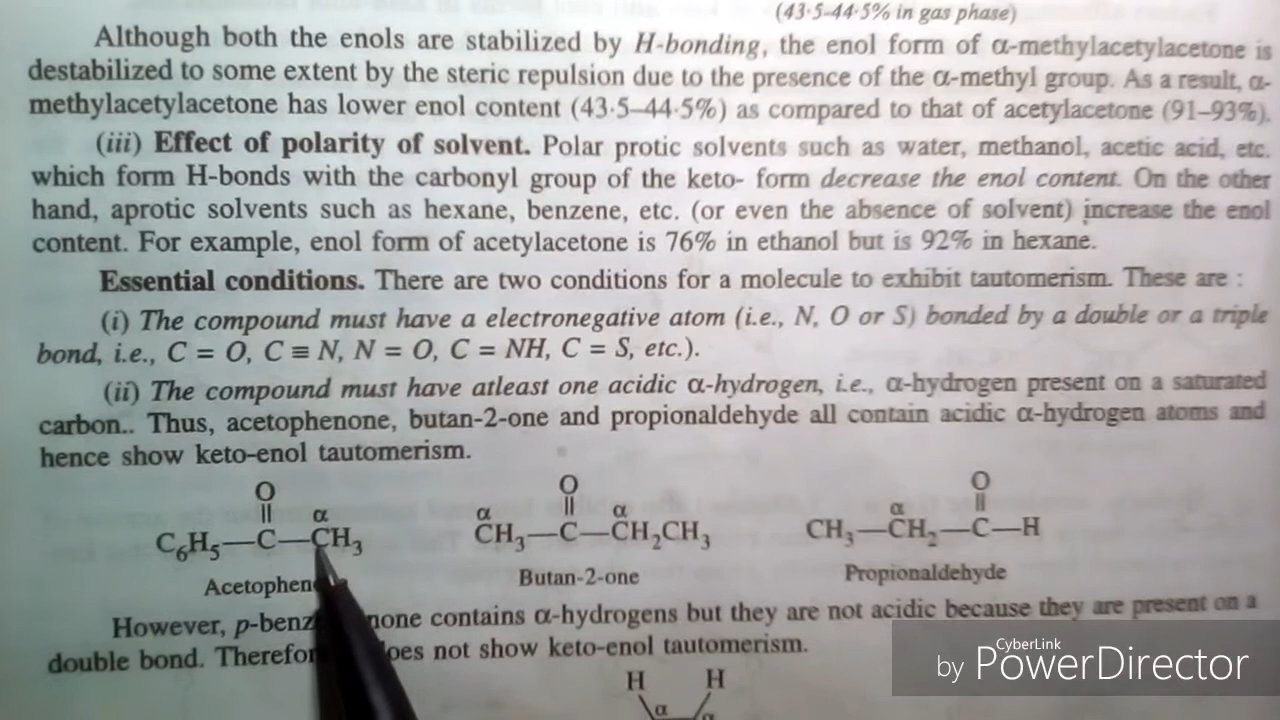 (43·5-44·5% in gas phase)
Although both the enols are stabilized by H-bonding, the enol form of α-methylacetylacetone is
destabilized to some extent by the steric repulsion due to the presence of the α-methyl group. As a result, α-
methylacetylacetone has lower enol content (43·5–44·5%) as compared to that of acetylacetone (91–93%).
(iii) Effect of polarity of solvent. Polar protic solvents such as water, methanol, acetic acid, etc.
which form H-bonds with the carbonyl group of the keto- form decrease the enol content. On the other
hand, aprotic solvents such as hexane, benzene, etc. (or even the absence of solvent) increase the enol
content. For example, enol form of acetylacetone is 76% in ethanol but is 92% in hexane.
Essential conditions. There are two conditions for a molecule to exhibit tautomerism. These are :
(i) The compound must have a electronegative atom (i.e., N, O or S) bonded by a double or a triple
bond, i.e., C = O, C ≡ N, N = O, C = NH, C = S, etc.).
(ii) The compound must have atleast one acidic α-hydrogen, i.e., α-hydrogen present on a saturated
carbon.. Thus, acetophenone, butan-2-one and propionaldehyde all contain acidic α-hydrogen atoms and
hence show keto-enol tautomerism.
O O O
|| α α || α α ||
C₆H₅—C—CH₃ CH₃—C—CH₂CH₃ CH₃—CH₂—C—H
Acetophen Butan-2-one Propionaldehyde
However, p-benz none contains α-hydrogens but they are not acidic because they are present on a
double bond. Therefor oes not show keto-enol tautomerism.
H H
α α
CyberLink
by PowerDirector